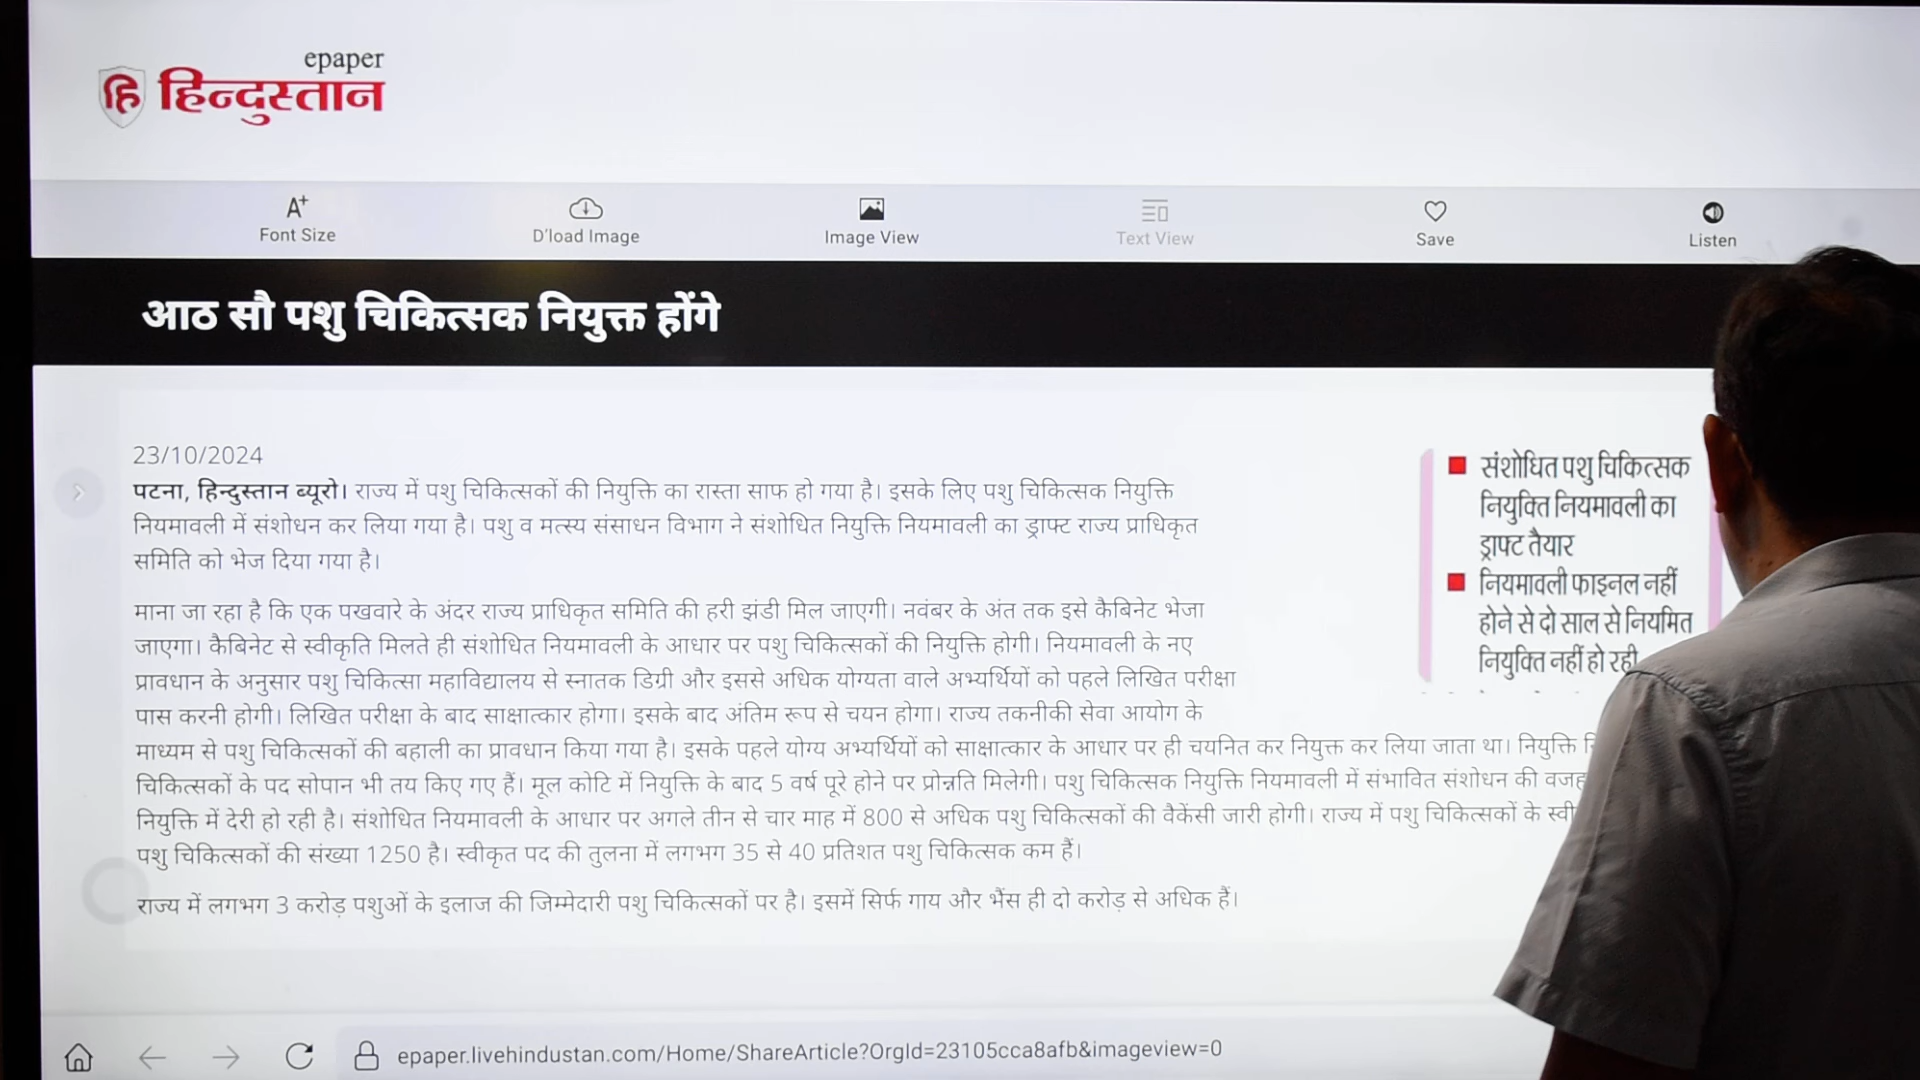 epaper
हि हिन्दुस्तान
A+
Font Size
D'load Image
Image View
Text View
Save
Listen
आठ सौ पशु चिकित्सक नियुक्त होंगे
23/10/2024
पटना, हिन्दुस्तान ब्यूरो। राज्य में पशु चिकित्सकों की नियुक्ति का रास्ता साफ हो गया है। इसके लिए पशु चिकित्सक नियुक्ति
नियमावली में संशोधन कर लिया गया है। पशु व मत्स्य संसाधन विभाग ने संशोधित नियुक्ति नियमावली का ड्राफ्ट राज्य प्राधिकृत
समिति को भेज दिया गया है।
माना जा रहा है कि एक पखवारे के अंदर राज्य प्राधिकृत समिति की हरी झंडी मिल जाएगी। नवंबर के अंत तक इसे कैबिनेट भेजा
जाएगा। कैबिनेट से स्वीकृति मिलते ही संशोधित नियमावली के आधार पर पशु चिकित्सकों की नियुक्ति होगी। नियमावली के नए
प्रावधान के अनुसार पशु चिकित्सा महाविद्यालय से स्नातक डिग्री और इससे अधिक योग्यता वाले अभ्यर्थियों को पहले लिखित परीक्षा
पास करनी होगी। लिखित परीक्षा के बाद साक्षात्कार होगा। इसके बाद अंतिम रूप से चयन होगा। राज्य तकनीकी सेवा आयोग के
माध्यम से पशु चिकित्सकों की बहाली का प्रावधान किया गया है। इसके पहले योग्य अभ्यर्थियों को साक्षात्कार के आधार पर ही चयनित कर नियुक्त कर लिया जाता था। नियुक्ति
चिकित्सकों के पद सोपान भी तय किए गए हैं। मूल कोटि में नियुक्ति के बाद 5 वर्ष पूरे होने पर प्रोन्नति मिलेगी। पशु चिकित्सक नियुक्ति नियमावली में संभावित संशोधन की वजह
नियुक्ति में देरी हो रही है। संशोधित नियमावली के आधार पर अगले तीन से चार माह में 800 से अधिक पशु चिकित्सकों की वैकेंसी जारी होगी। राज्य में पशु चिकित्सकों के
पशु चिकित्सकों की संख्या 1250 है। स्वीकृत पद की तुलना में लगभग 35 से 40 प्रतिशत पशु चिकित्सक कम हैं।
राज्य में लगभग 3 करोड़ पशुओं के इलाज की जिम्मेदारी पशु चिकित्सकों पर है। इसमें सिर्फ गाय और भैंस ही दो करोड़ से अधिक हैं।
संशोधित पशु चिकित्सक
नियुक्ति नियमावली का
ड्राफ्ट तैयार
नियमावली फाइनल नहीं
होने से दो साल से नियमित
नियुक्ति नहीं हो रही
epaper.livehindustan.com/Home/ShareArticle?OrgId=23105cca8afb&imageview=0